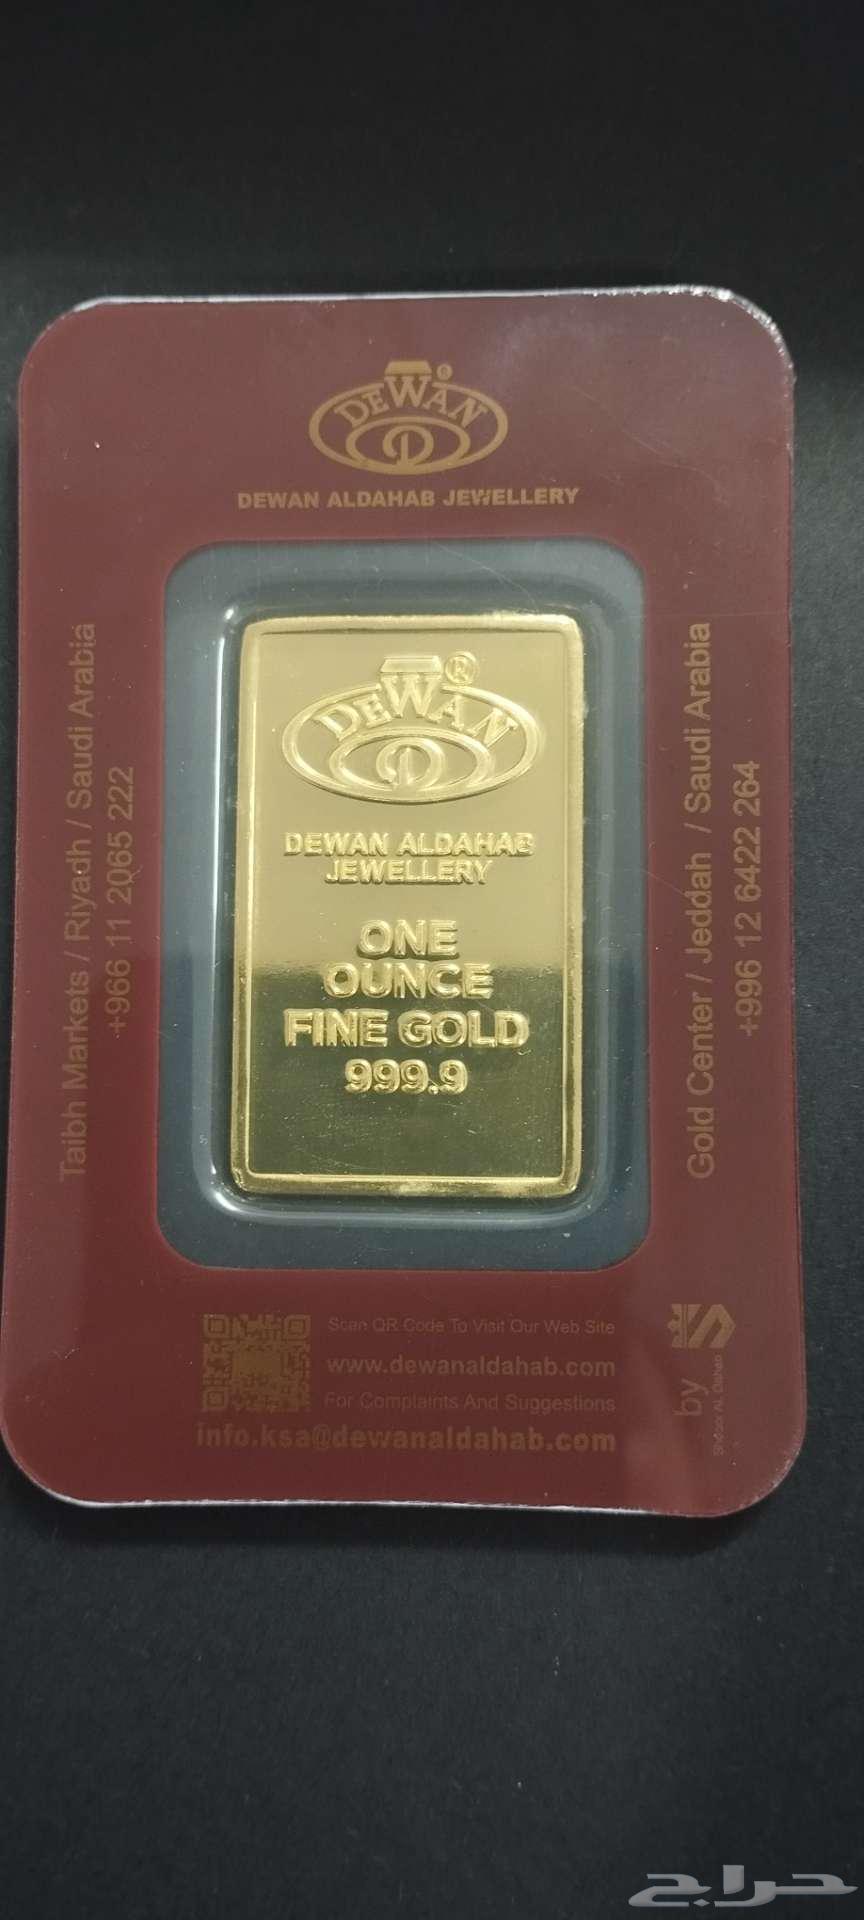 DEWAN ®
D
DEWAN ALDAHAB JEWELLERY
Taibh Markets / Riyadh / Saudi Arabia
+966 11 2065 222
DEWAN ®
D
DEWAN ALDAHAB
JEWELLERY
ONE
OUNCE
FINE GOLD
999.9
Gold Center / Jeddah / Saudi Arabia
+996 12 6422 264
Scan QR Code To Visit Our Web Site
www.dewanaldahab.com
For Complaints And Suggestions
info.ksa@dewanaldahab.com
by
حراج